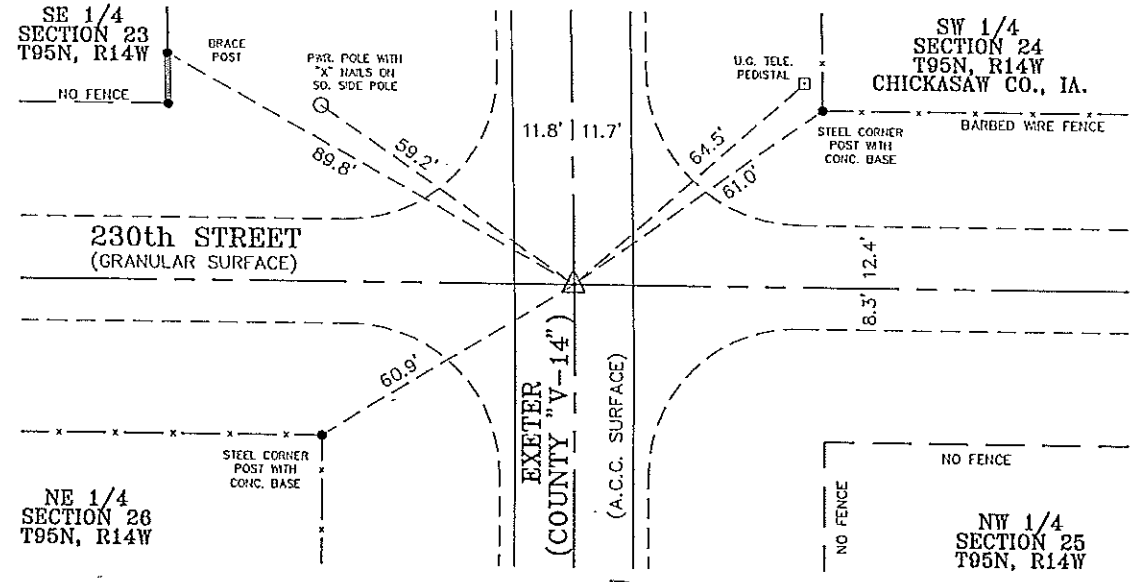 SE 1/4
SECTION 23
T95N, R14W
BRACE
POST
NO FENCE
PWR. POLE WITH
"X" NAILS ON
SO. SIDE POLE
59.2'
89.8'
11.8'
11.7'
U.G. TELE.
PEDISTAL
64.5'
61.0'
SW 1/4
SECTION 24
T95N, R14W
CHICKASAW CO., IA.
STEEL CORNER
POST WITH
CONC. BASE
BARBED WIRE FENCE
230th STREET
(GRANULAR SURFACE)
12.4'
8.3'
60.9'
EXETER
(COUNTY "V-14")
(A.C.C. SURFACE)
STEEL CORNER
POST WITH
CONC. BASE
NE 1/4
SECTION 26
T95N, R14W
NO FENCE
NO FENCE
NW 1/4
SECTION 25
T95N, R14W